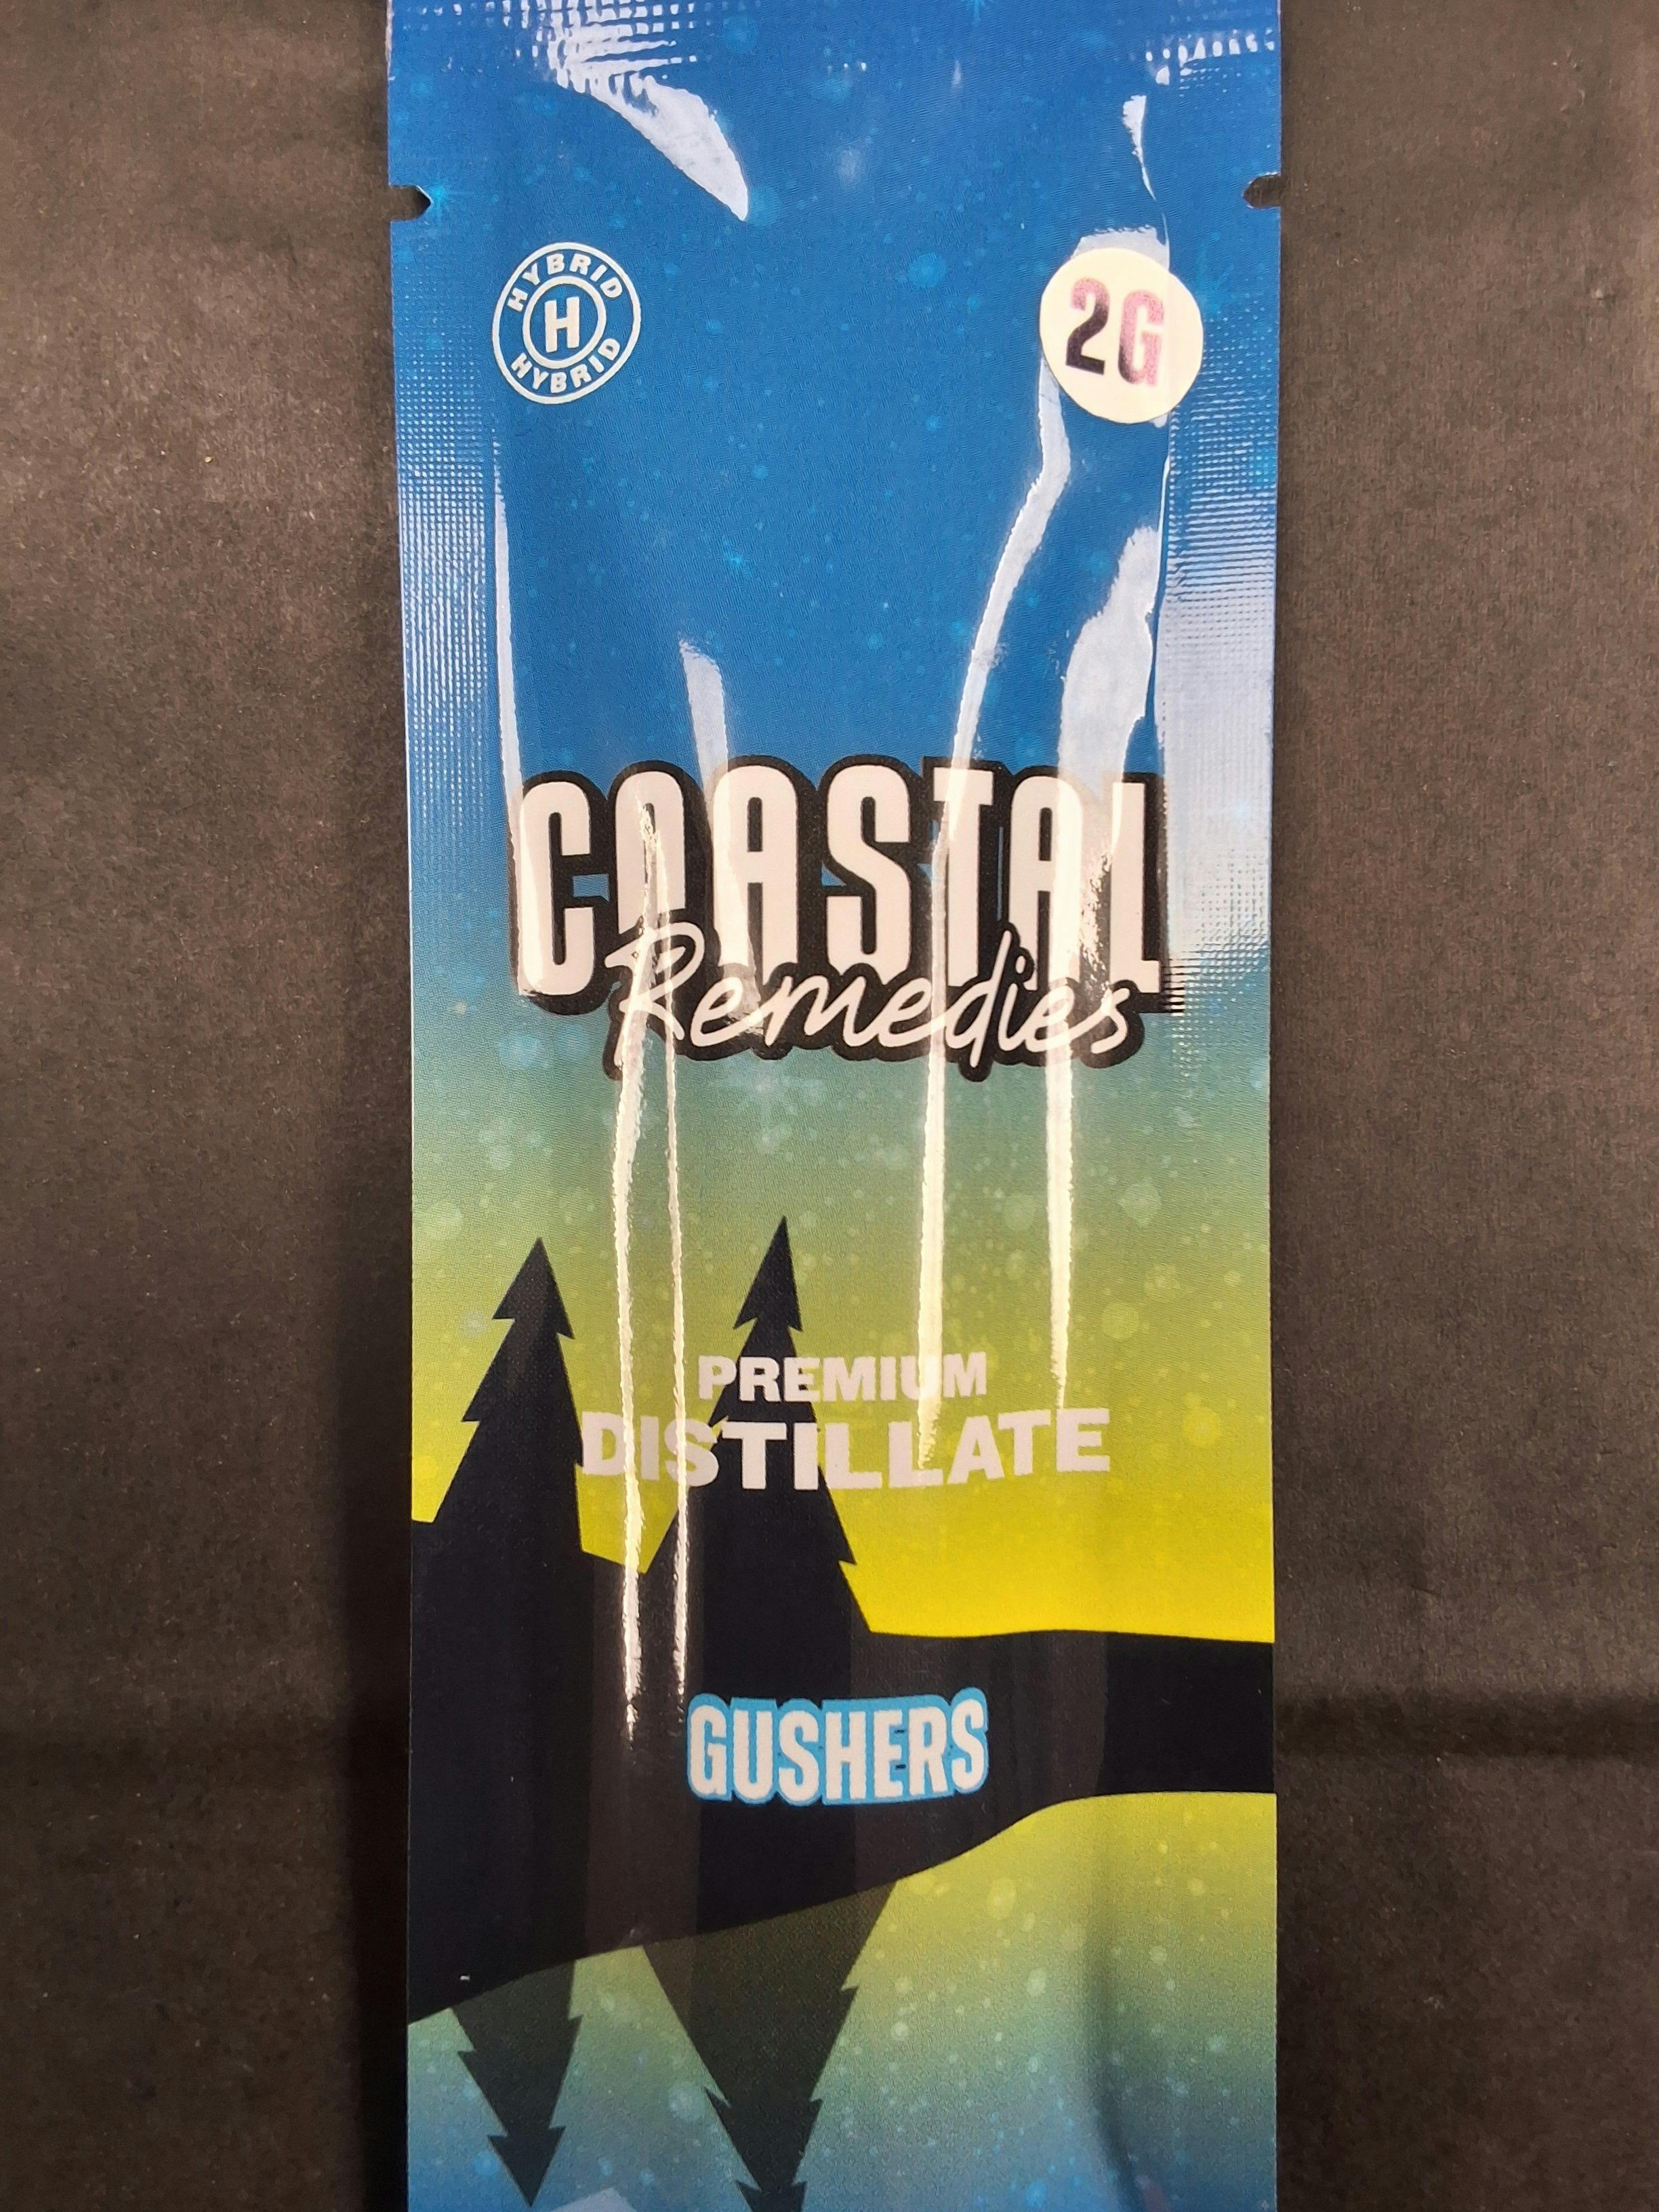 HYBRID
H
HYBRID
2G
COASTAL
Remedies
PREMIUM
DISTILLATE
GUSHERS